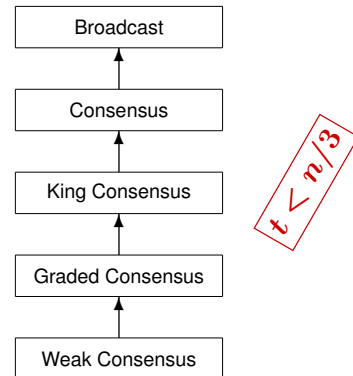 Broadcast
Consensus
King Consensus
t < n/3
Graded Consensus
Weak Consensus